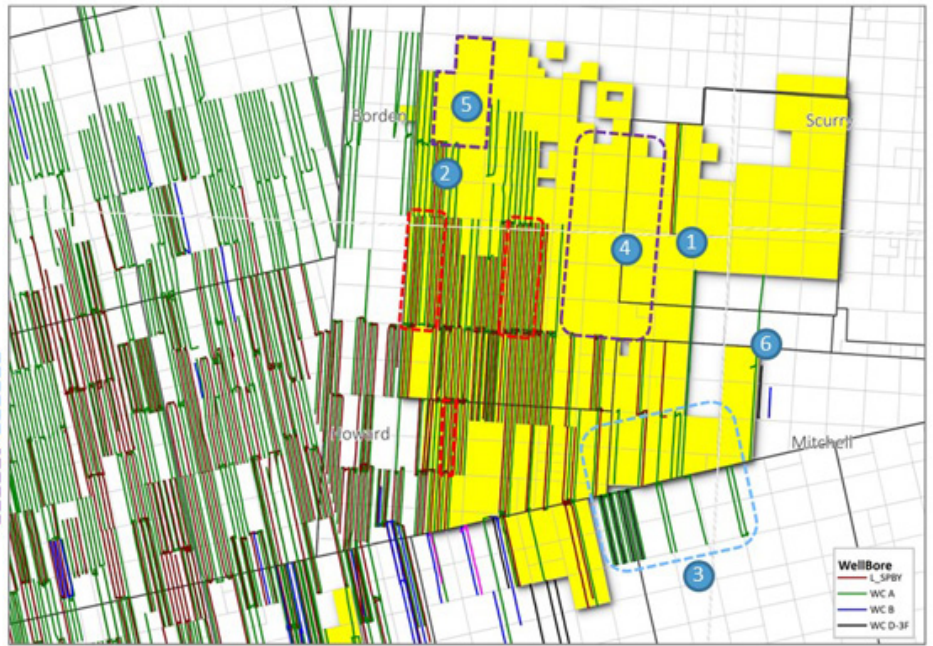 5
Borden
Scurry
2
1
4
6
Howard
Mitchell
3
WellBore
L_SPBY
WC A
WC B
WC D-3F